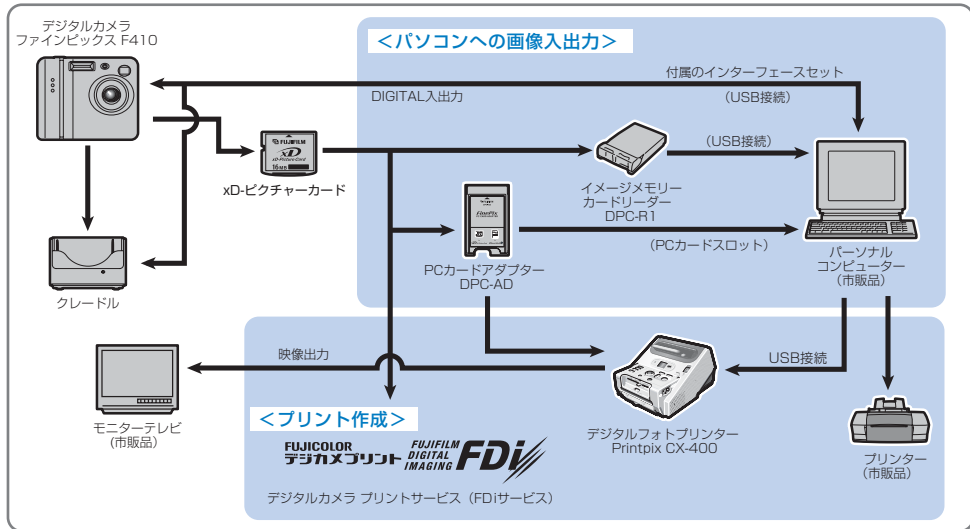 デジタルカメラ
ファインピックス F410
＜パソコンへの画像入出力＞
付属のインターフェースセット
（USB接続）
DIGITAL入出力
FUJIFILM
xD
xD-Picture Card
16MB
xD-ピクチャーカード
（USB接続）
イメージメモリー
カードリーダー
DPC-R1
FinePix
PCカードアダプター
DPC-AD
（PCカードスロット）
パーソナル
コンピューター
（市販品）
クレードル
映像出力
USB接続
モニターテレビ
(市販品)
＜プリント作成＞
FUJICOLOR
デジカメプリント
FUJIFILM
DIGITAL
IMAGING
FDi
デジタルカメラ プリントサービス（FDiサービス）
デジタルフォトプリンター
Printpix CX-400
プリンター
（市販品）